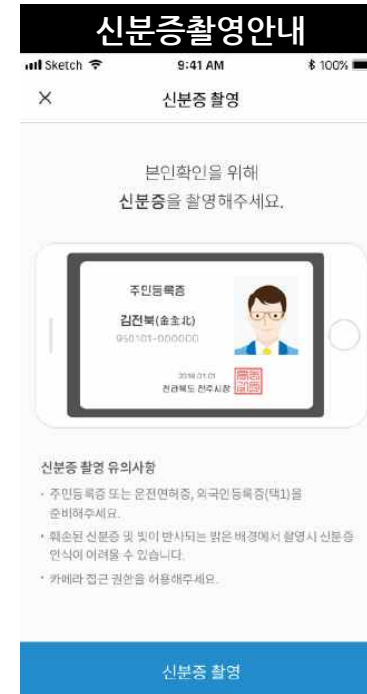 신분증촬영안내
Sketch 9:41 AM 100%
신분증 촬영
본인확인을 위해
신분증을 촬영해주세요.
주민등록증
김전북(金全北)
950101-000000
2018.01.01
전라북도 전주시장
신분증 촬영 유의사항
· 주민등록증 또는 운전면허증, 외국인등록증(택1)을
준비해주세요.
· 훼손된 신분증 및 빛이 반사되는 밝은 배경에서 촬영시 신분증
인식이 어려울 수 있습니다.
· 카메라 접근 권한을 허용해주세요.
신분증 촬영